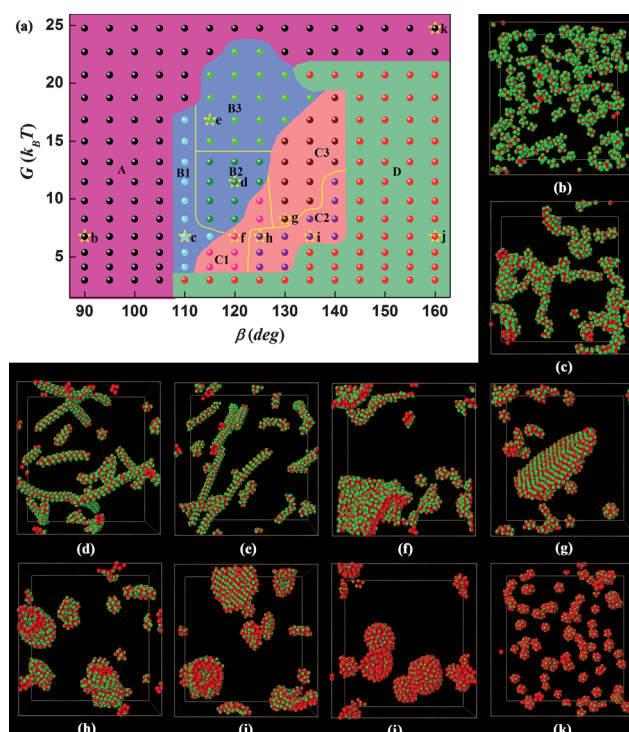 (a)
25
20
15
10
5
G (kBT)
90 100 110 120 130 140 150 160
β (deg)
k
B3
e
A
B1
B2
d
C3
D
g
C2
b
c
f
h
i
j
C1
(b)
(c)
(d) (e) (f) (g)
(h) (i) (j) (k)